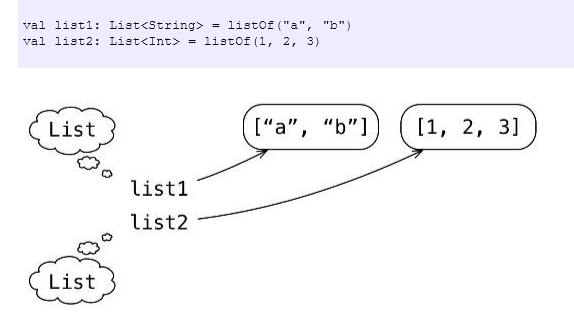 val list1: List<String> = listOf("a", "b")
val list2: List<Int> = listOf(1, 2, 3)
List
[“a”, “b”]
[1, 2, 3]
list1
list2
List